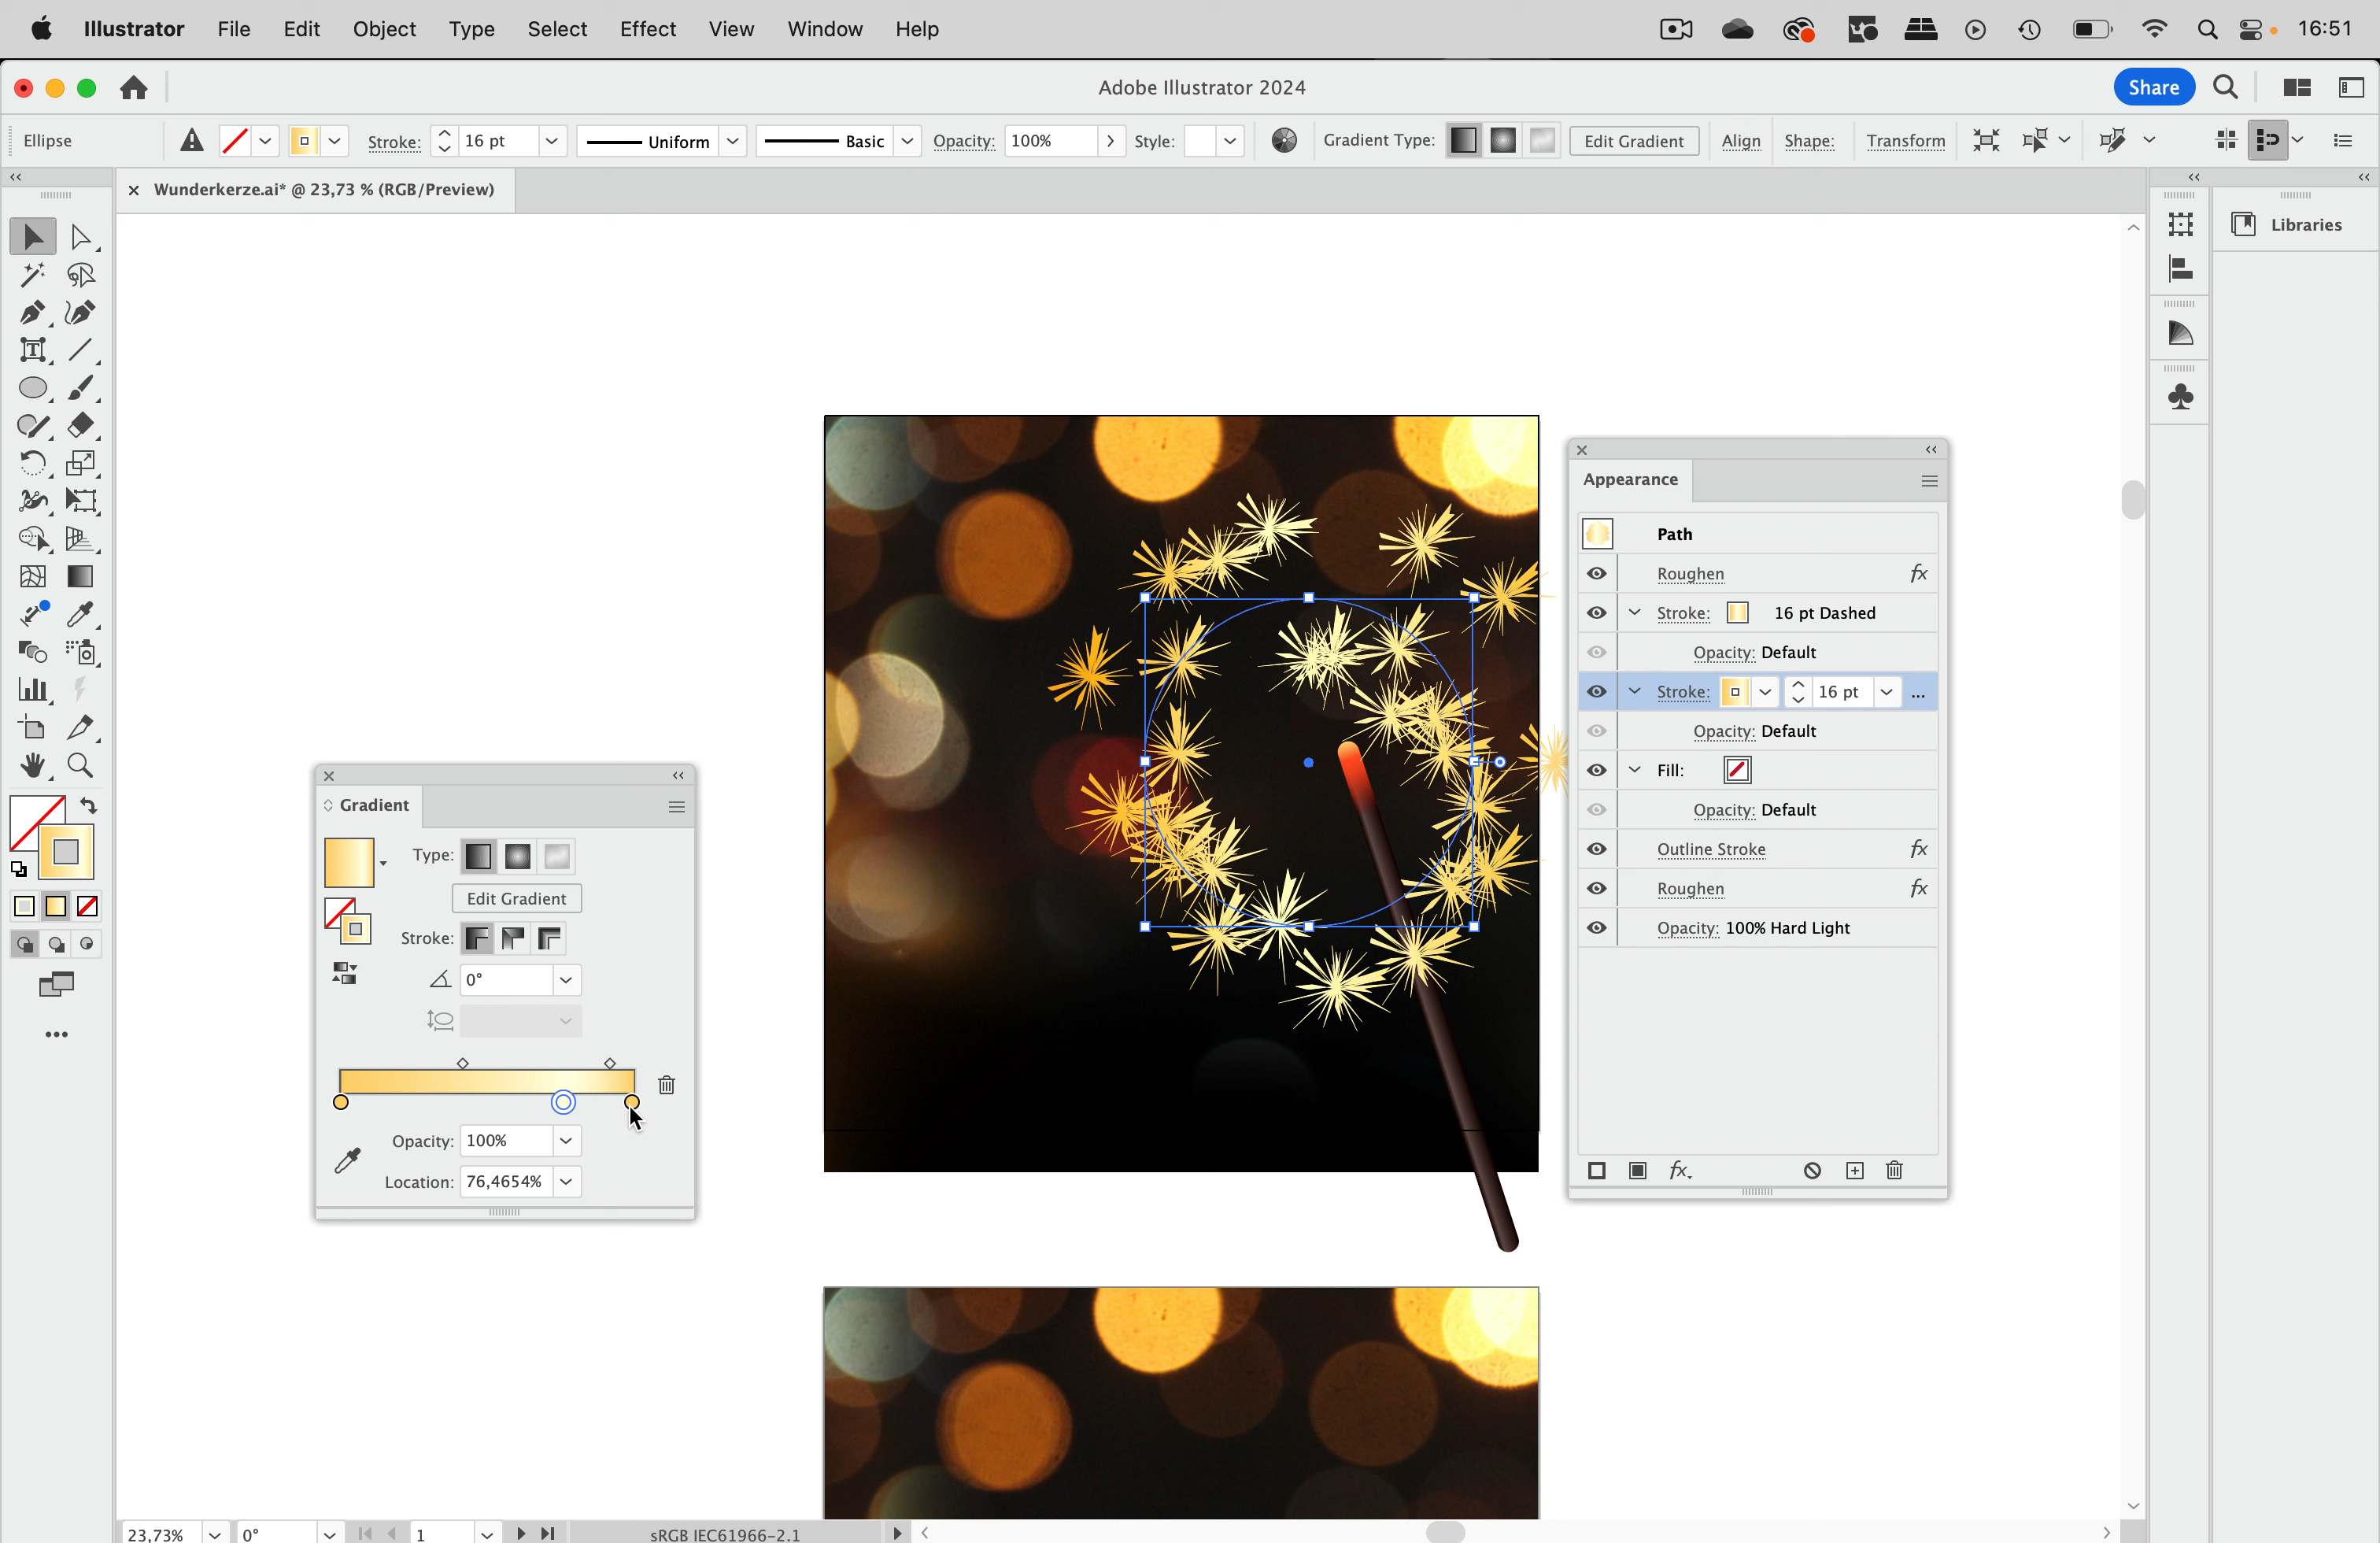 Illustrator File Edit Object Type Select Effect View Window Help 16:51
Adobe Illustrator 2024 Share
Ellipse Stroke: 16 pt Uniform Basic Opacity: 100% Style: Gradient Type: Edit Gradient Align Shape: Transform
Wunderkerze.ai* @ 23,73 % (RGB/Preview)
Libraries
Appearance
Path
Roughen fx
Stroke: 16 pt Dashed
Opacity: Default
Stroke: 16 pt ...
Opacity: Default
Fill:
Opacity: Default
Outline Stroke fx
Roughen fx
Opacity: 100% Hard Light
fx.
Gradient
Type:
Edit Gradient
Stroke:
0°
Opacity: 100%
Location: 76,4654%
23,73% 0° 1 sRGB IEC61966-2.1